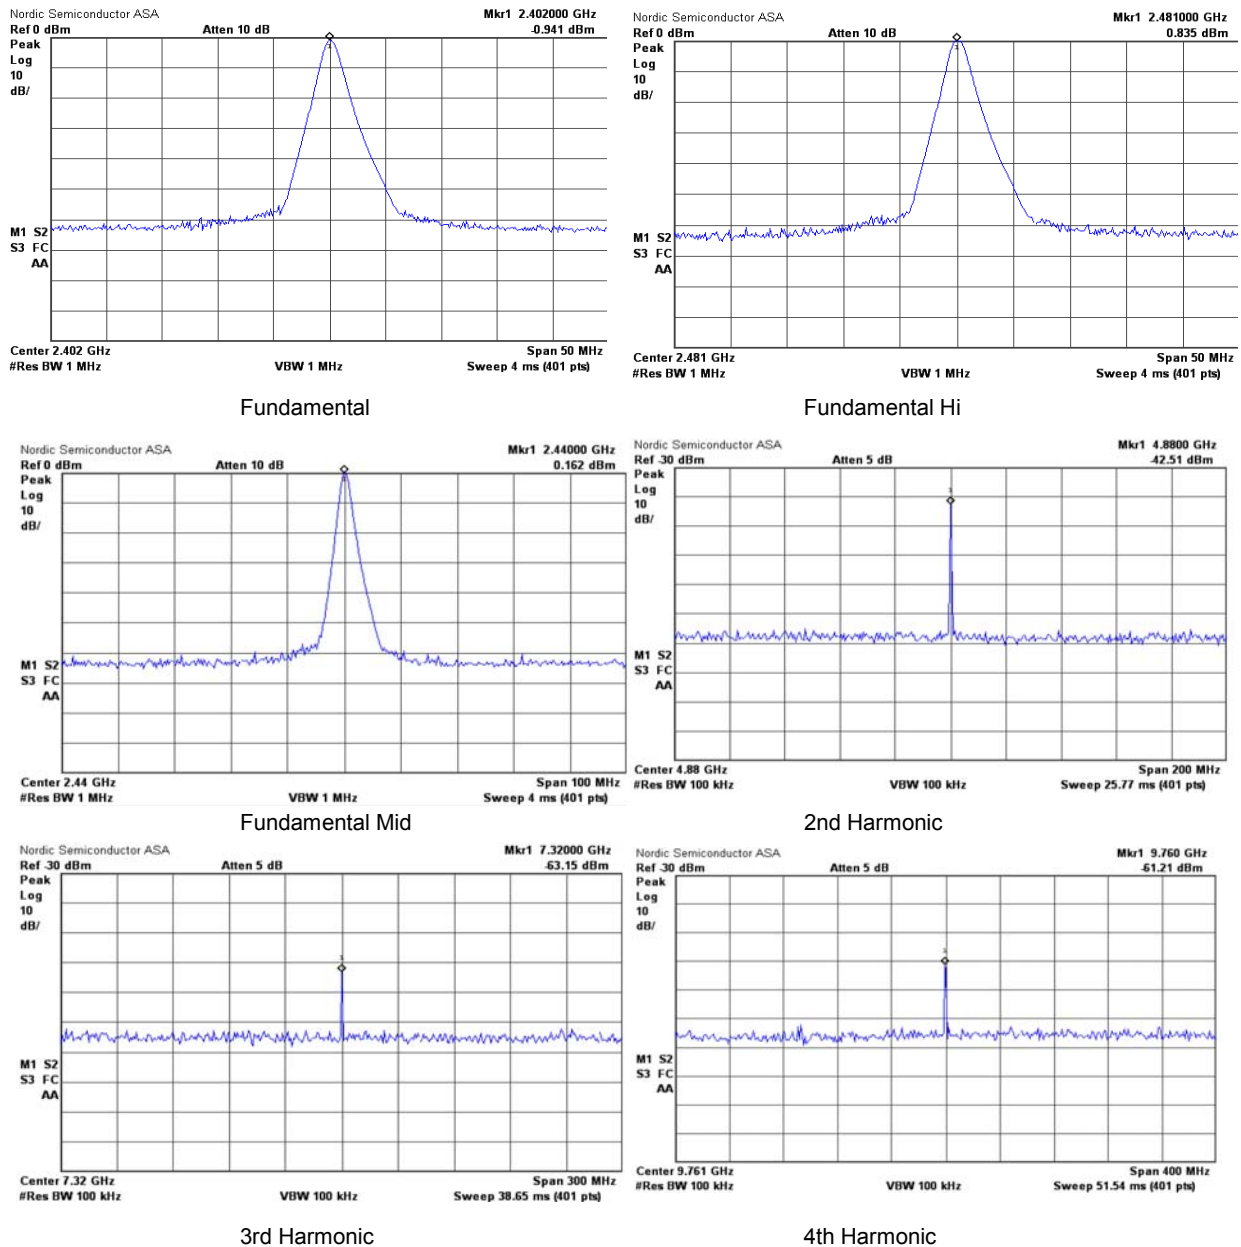 Nordic Semiconductor ASA
Mkr1 2.402000 GHz
Ref 0 dBm Atten 10 dB -0.941 dBm
Peak
Log
10
dB/
M1 S2
S3 FC
AA
Center 2.402 GHz Span 50 MHz
#Res BW 1 MHz VBW 1 MHz Sweep 4 ms (401 pts)
Fundamental
Nordic Semiconductor ASA
Mkr1 2.481000 GHz
Ref 0 dBm Atten 10 dB 0.835 dBm
Peak
Log
10
dB/
1
M1 S2
S3 FC
AA
Center 2.481 GHz Span 50 MHz
#Res BW 1 MHz VBW 1 MHz Sweep 4 ms (401 pts)
Fundamental Hi
Nordic Semiconductor ASA
Mkr1 2.44000 GHz
Ref 0 dBm Atten 10 dB 0.162 dBm
Peak
Log
10
dB/
M1 S2
S3 FC
AA
Center 2.44 GHz Span 100 MHz
#Res BW 1 MHz VBW 1 MHz Sweep 4 ms (401 pts)
Fundamental Mid
Nordic Semiconductor ASA
Mkr1 4.8800 GHz
Ref -30 dBm Atten 5 dB -42.51 dBm
Peak
Log
10
dB/
1
M1 S2
S3 FC
AA
Center 4.88 GHz Span 200 MHz
#Res BW 100 kHz VBW 100 kHz Sweep 25.77 ms (401 pts)
2nd Harmonic
Nordic Semiconductor ASA
Mkr1 7.32000 GHz
Ref -30 dBm Atten 5 dB -63.15 dBm
Peak
Log
10
dB/
1
M1 S2
S3 FC
AA
Center 7.32 GHz Span 300 MHz
#Res BW 100 kHz VBW 100 kHz Sweep 38.65 ms (401 pts)
3rd Harmonic
Nordic Semiconductor ASA
Mkr1 9.760 GHz
Ref -30 dBm Atten 5 dB -61.21 dBm
Peak
Log
10
dB/
1
M1 S2
S3 FC
AA
Center 9.761 GHz Span 400 MHz
#Res BW 100 kHz VBW 100 kHz Sweep 51.54 ms (401 pts)
4th Harmonic